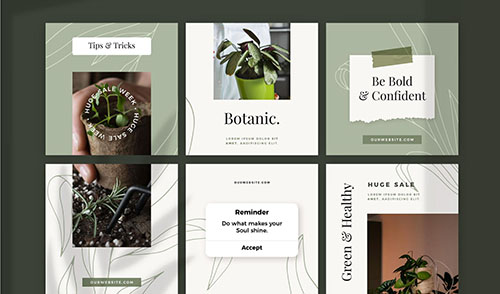 Tips & Tricks
HUGE SALE WEEK • HUSE SALE WEEK •
Botanic.
LOREM IPSUM DOLOR SIT
AMET, ADIPISCING ELIT.
Be Bold
& Confident
OURWEBSITE.COM
OURWEBSITE.COM
OURWEBSITE.COM
Reminder
Do what makes your
Soul shine.
Accept
Green & Healthy
HUGE SALE
LOREM IPSUM DOLOR SIT
AMET, ADIPISCING ELIT.